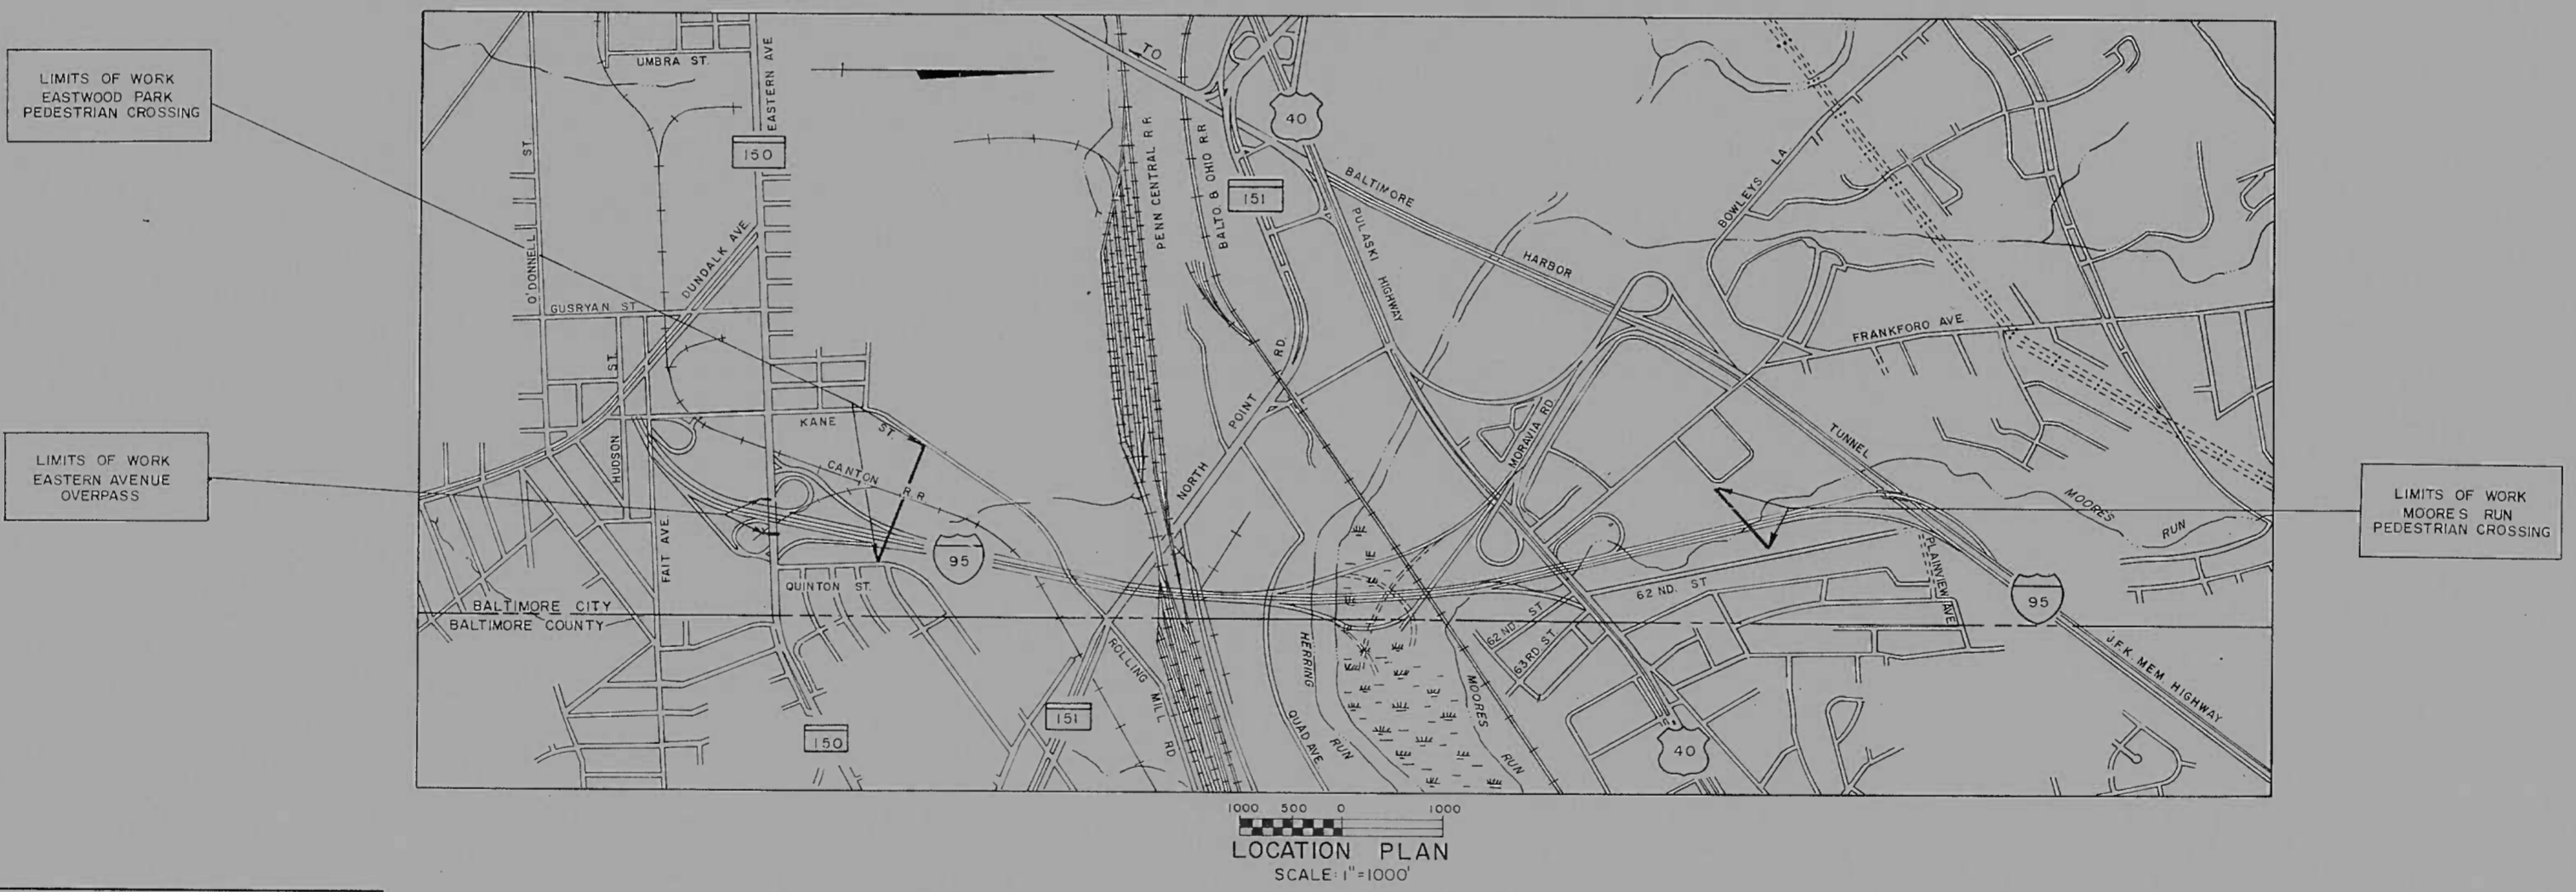 LIMITS OF WORK
EASTWOOD PARK
PEDESTRIAN CROSSING
LIMITS OF WORK
EASTERN AVENUE
OVERPASS
LIMITS OF WORK
MOORES RUN
PEDESTRIAN CROSSING
UMBRA ST.
EASTERN AVE
150
O'DONNELL ST.
DUNDALK AVE.
GUSRYAN ST
HUDSON ST.
KANE ST.
CANTON R.R.
FAIT AVE.
QUINTON ST.
BALTIMORE CITY
BALTIMORE COUNTY
150
95
TO
PENN CENTRAL R.R.
BALTO & OHIO R.R.
151
40
BALTIMORE HARBOR TUNNEL
PULASKI HIGHWAY
NORTH POINT RD.
MORAVIA RD
BOWLEYS LA.
FRANKFORD AVE.
MOORES RUN
PLAINVIEW AVE
62 ND. ST
62ND. ST
63RD ST.
95
J.F.K. MEM. HIGHWAY
ROLLING MILL RD
151
HERRING RUN
QUAD AVE
MOORES RUN
40
1000 500 0 1000
LOCATION PLAN
SCALE: 1"=1000'